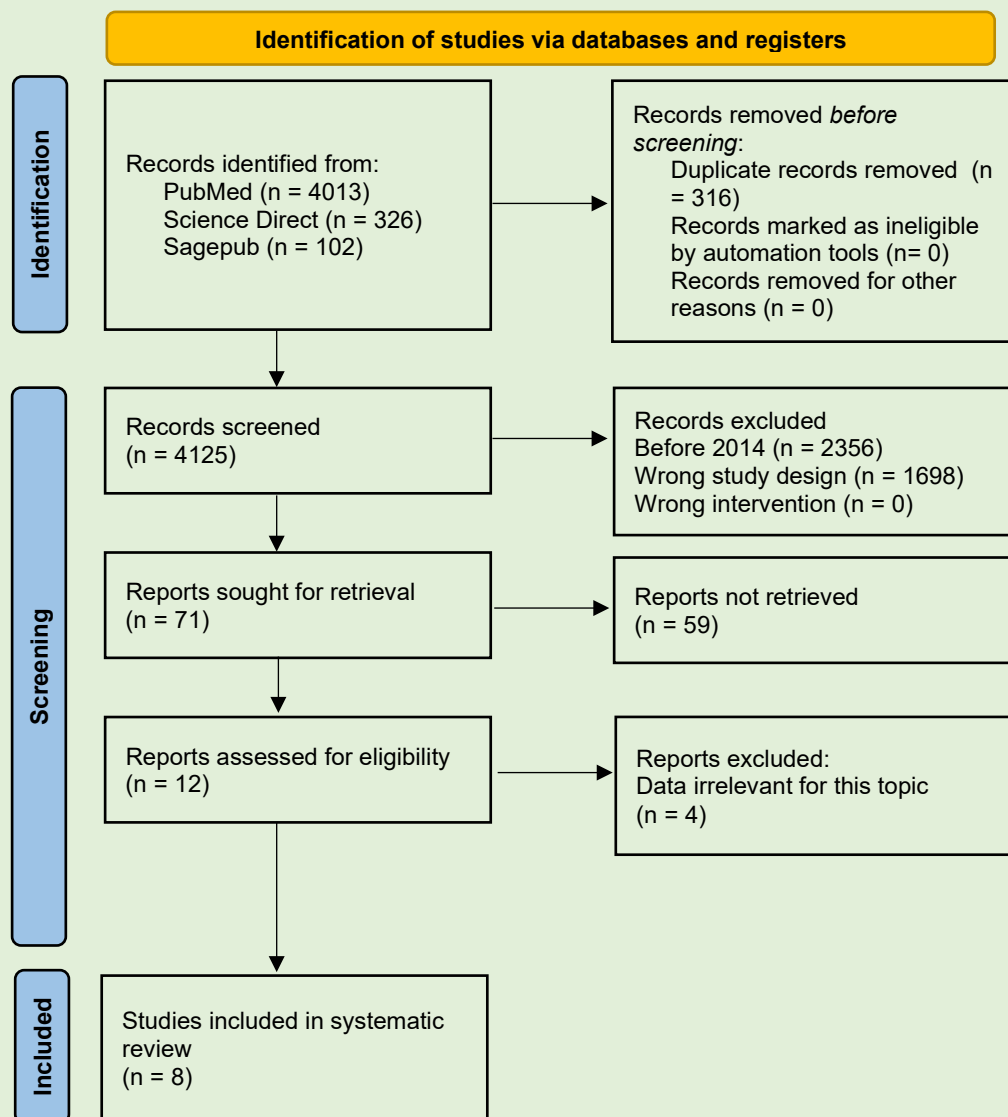 Identification of studies via databases and registers
Identification
Records identified from:
PubMed (n = 4013)
Science Direct (n = 326)
Sagepub (n = 102)
Records removed before
screening:
Duplicate records removed (n
= 316)
Records marked as ineligible
by automation tools (n= 0)
Records removed for other
reasons (n = 0)
Screening
Records screened
(n = 4125)
Records excluded
Before 2014 (n = 2356)
Wrong study design (n = 1698)
Wrong intervention (n = 0)
Reports sought for retrieval
(n = 71)
Reports not retrieved
(n = 59)
Reports assessed for eligibility
(n = 12)
Reports excluded:
Data irrelevant for this topic
(n = 4)
Included
Studies included in systematic
review
(n = 8)